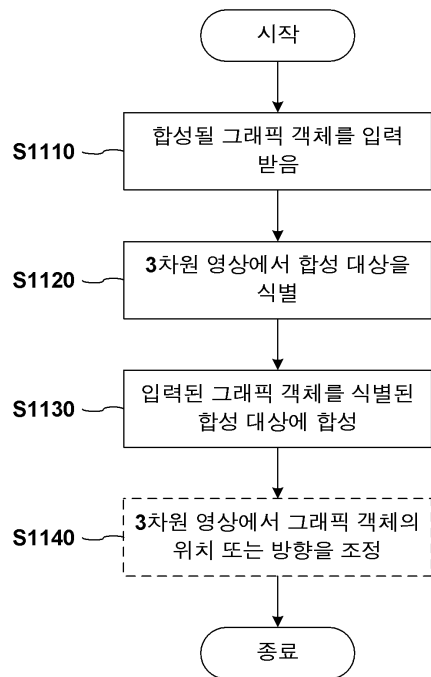 시작
S1110
합성될 그래픽 객체를 입력
받음
S1120
3차원 영상에서 합성 대상을
식별
S1130
입력된 그래픽 객체를 식별된
합성 대상에 합성
S1140
3차원 영상에서 그래픽 객체의
위치 또는 방향을 조정
종료